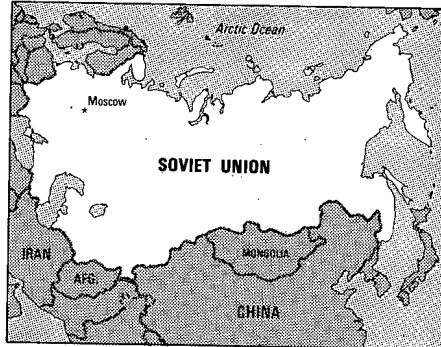 Arctic Ocean
Moscow
SOVIET UNION
IRAN
AFG.
MONGOLIA
CHINA